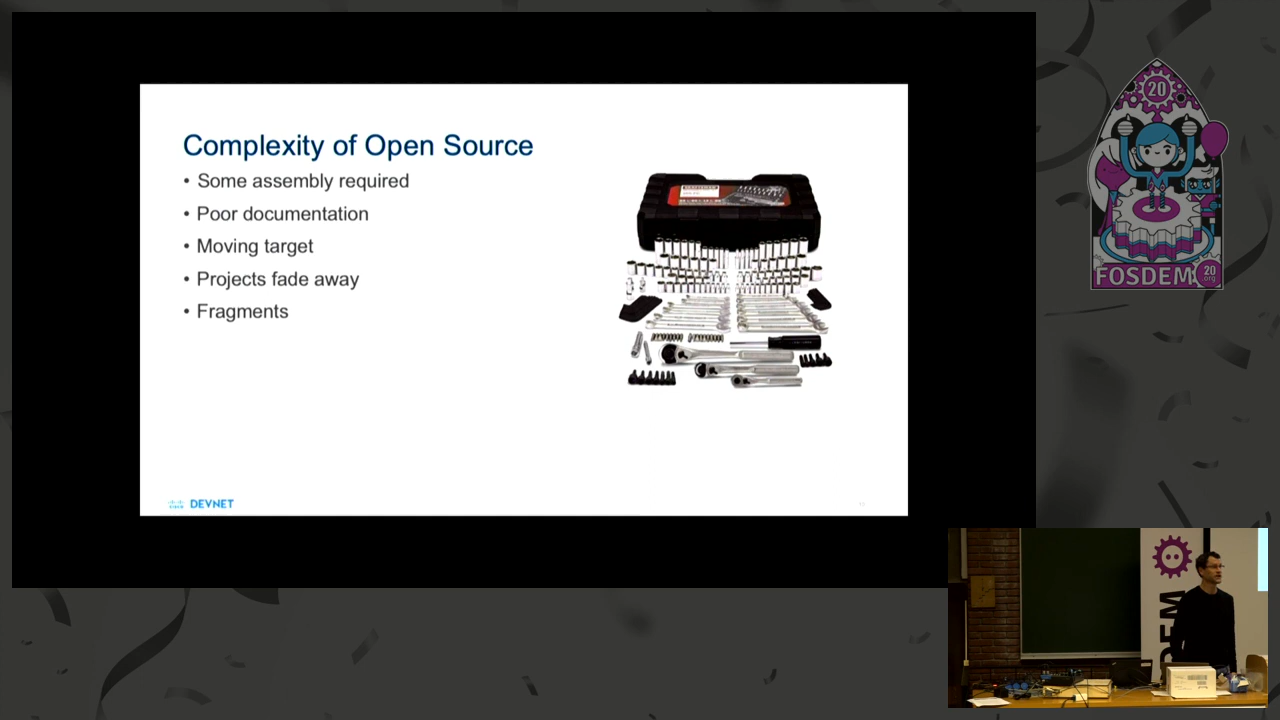 Complexity of Open Source
• Some assembly required
• Poor documentation
• Moving target
• Projects fade away
• Fragments
DEVNET
20
FOSDEM
20
.org